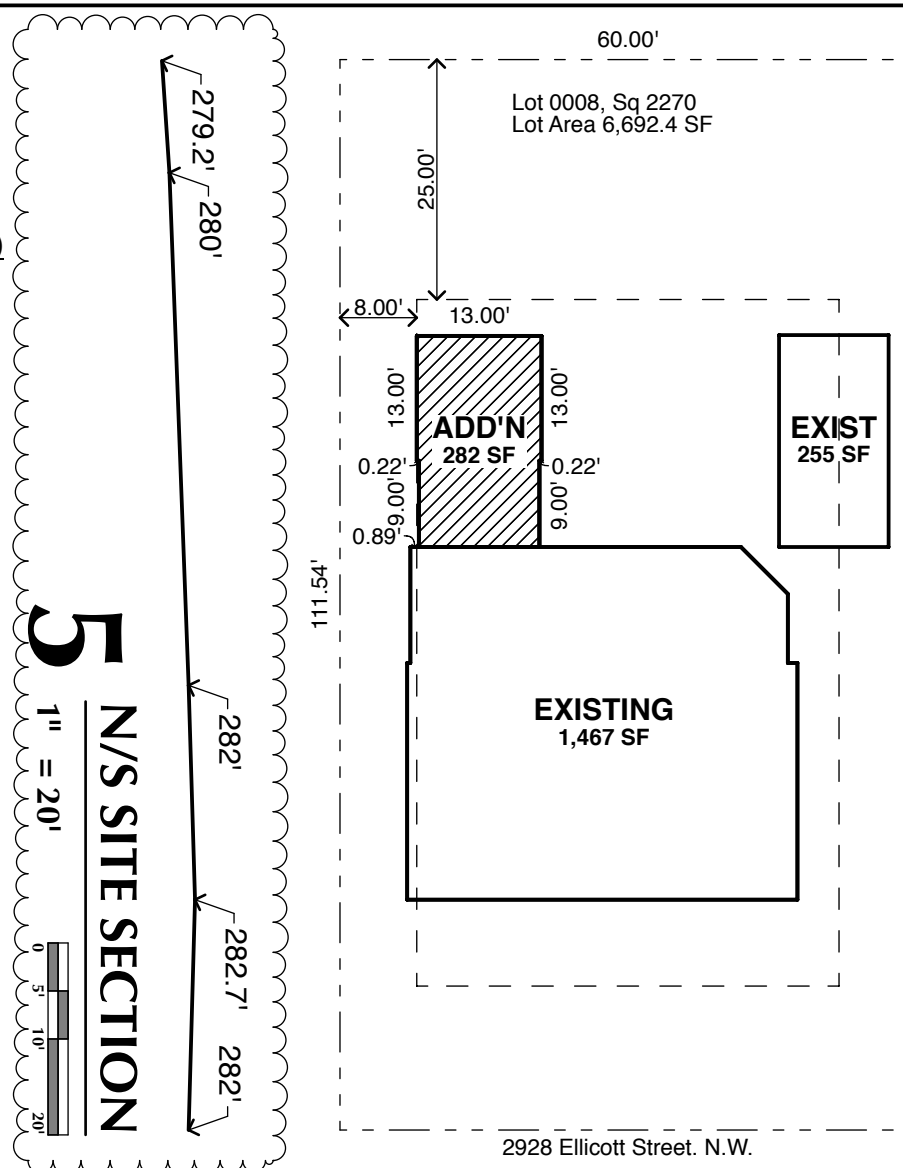 60.00'
Lot 0008, Sq 2270
Lot Area 6,692.4 SF
25.00'
8.00'
13.00'
13.00'
13.00'
ADD'N
282 SF
EXIST
255 SF
0.22'
0.22'
9.00'
9.00'
0.89'
111.54'
EXISTING
1,467 SF
2928 Ellicott Street. N.W.
279.2'
280'
282'
282.7'
282'
5
N/S SITE SECTION
1" = 20'
0 5' 10' 20'